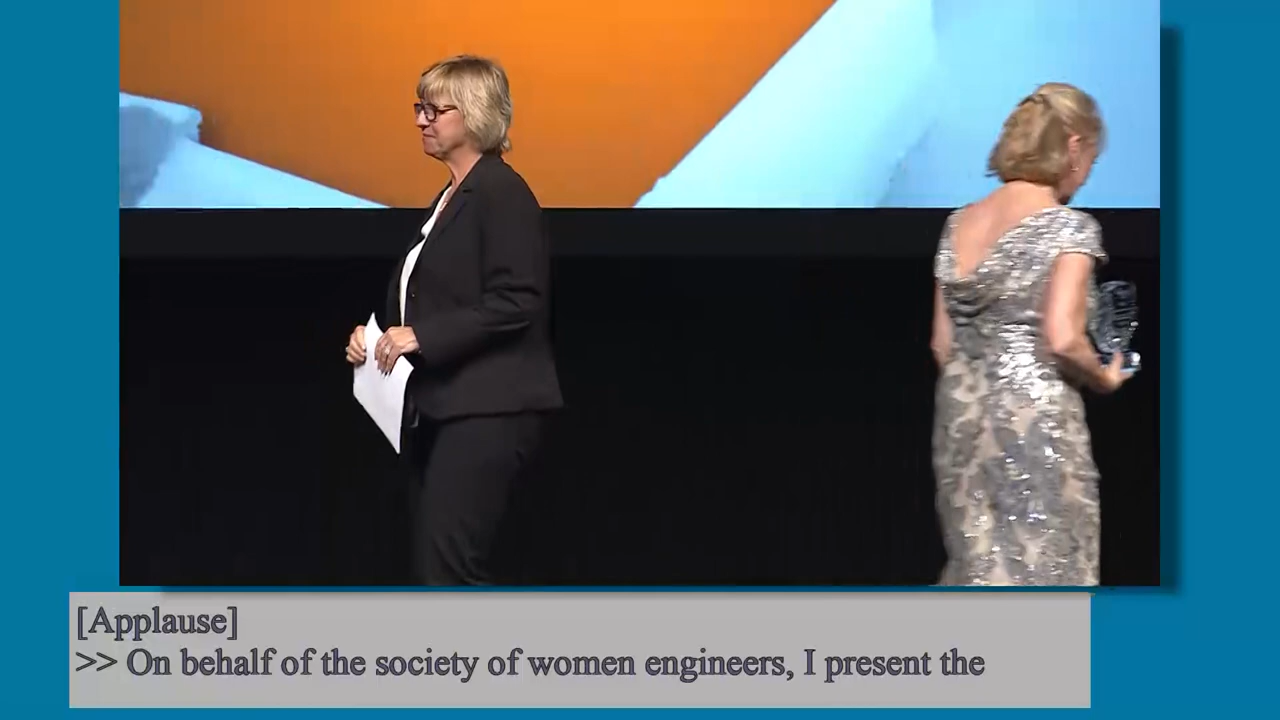 [Applause]
>> On behalf of the society of women engineers, I present the